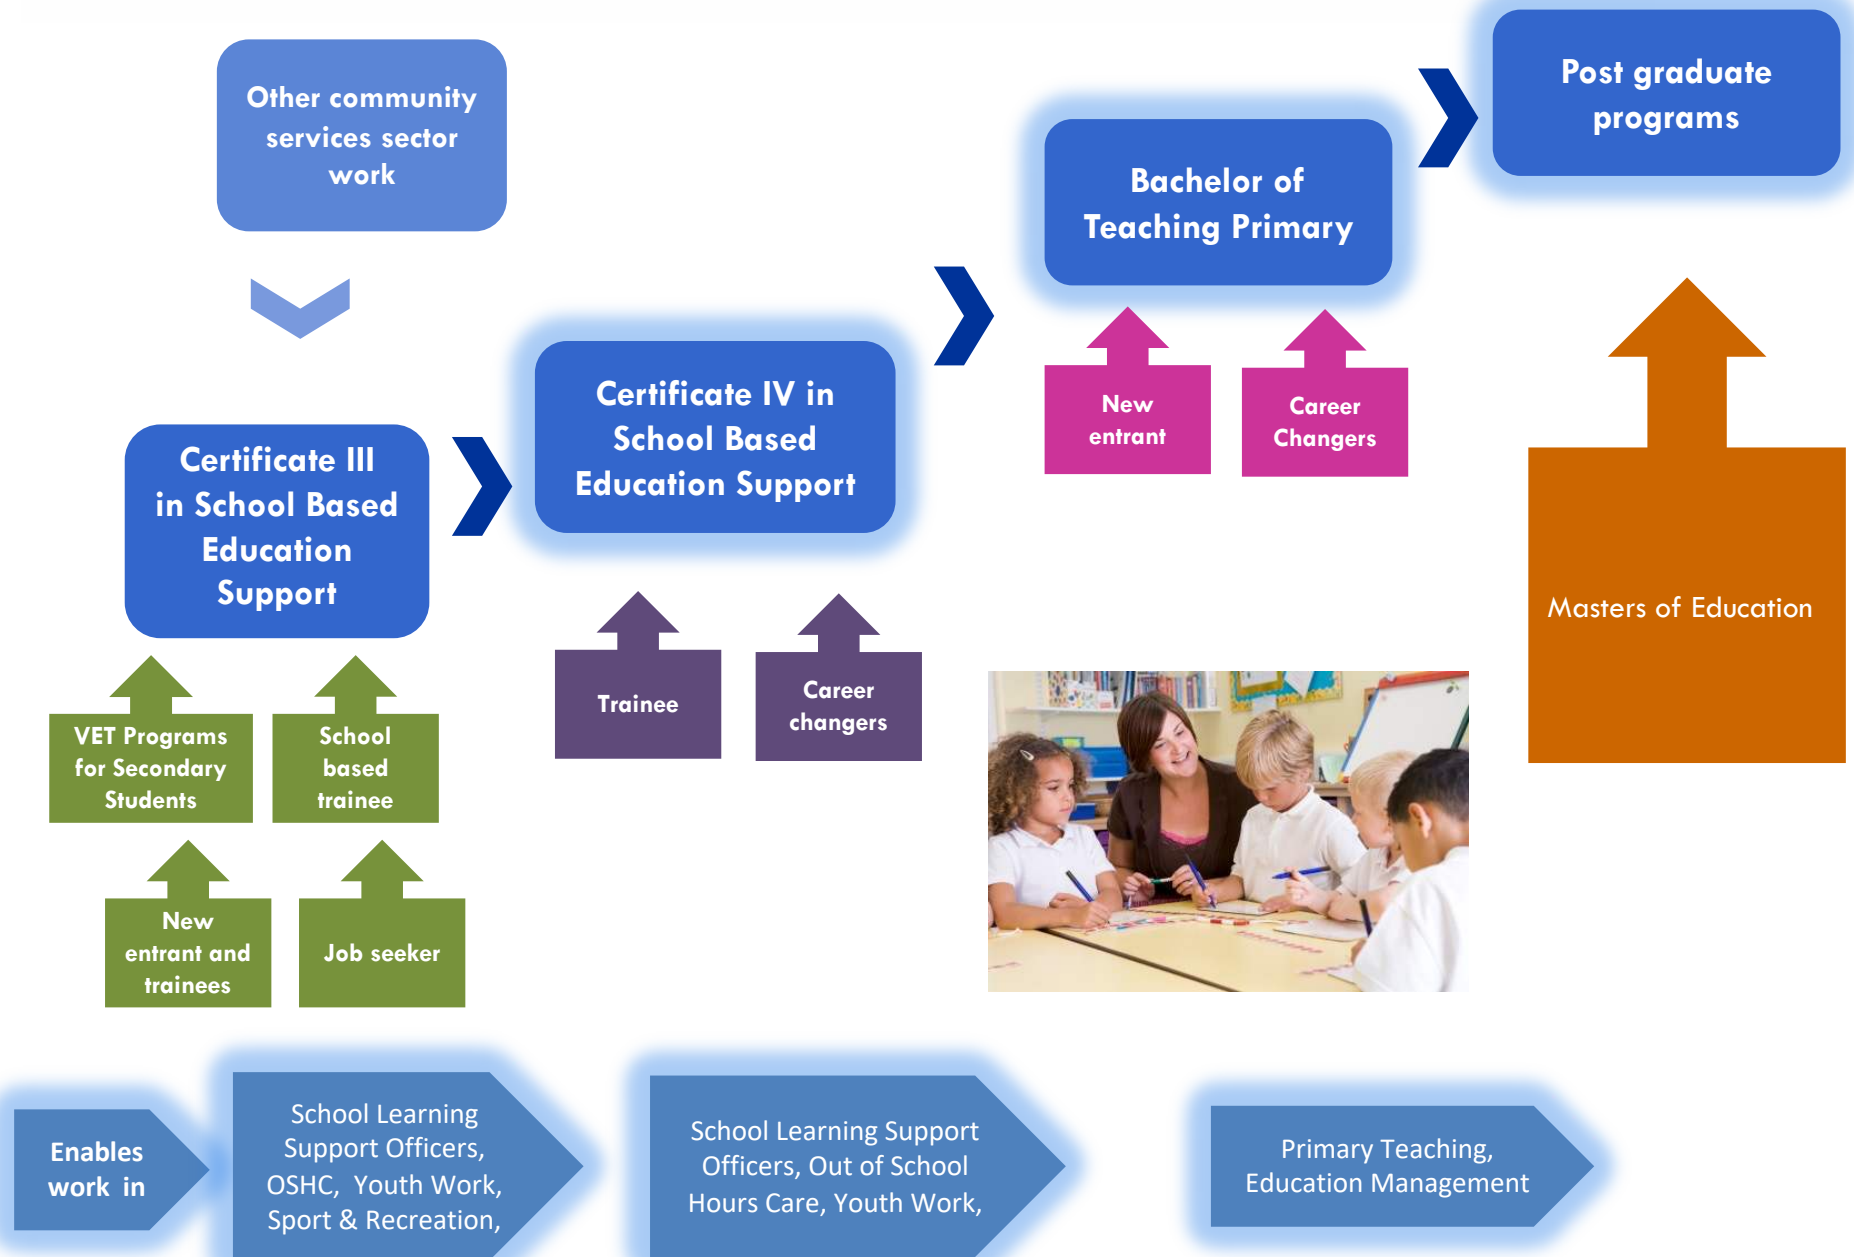 Other community
services sector
work
Post graduate
programs
Bachelor of
Teaching Primary
Certificate IV in
School Based
Education Support
Certificate III
in School Based
Education
Support
New
entrant
Career
Changers
Masters of Education
Trainee
Career
changers
VET Programs
for Secondary
Students
School
based
trainee
New
entrant and
trainees
Job seeker
Enables
work in
School Learning
Support Officers,
OSHC, Youth Work,
Sport & Recreation,
School Learning Support
Officers, Out of School
Hours Care, Youth Work,
Primary Teaching,
Education Management